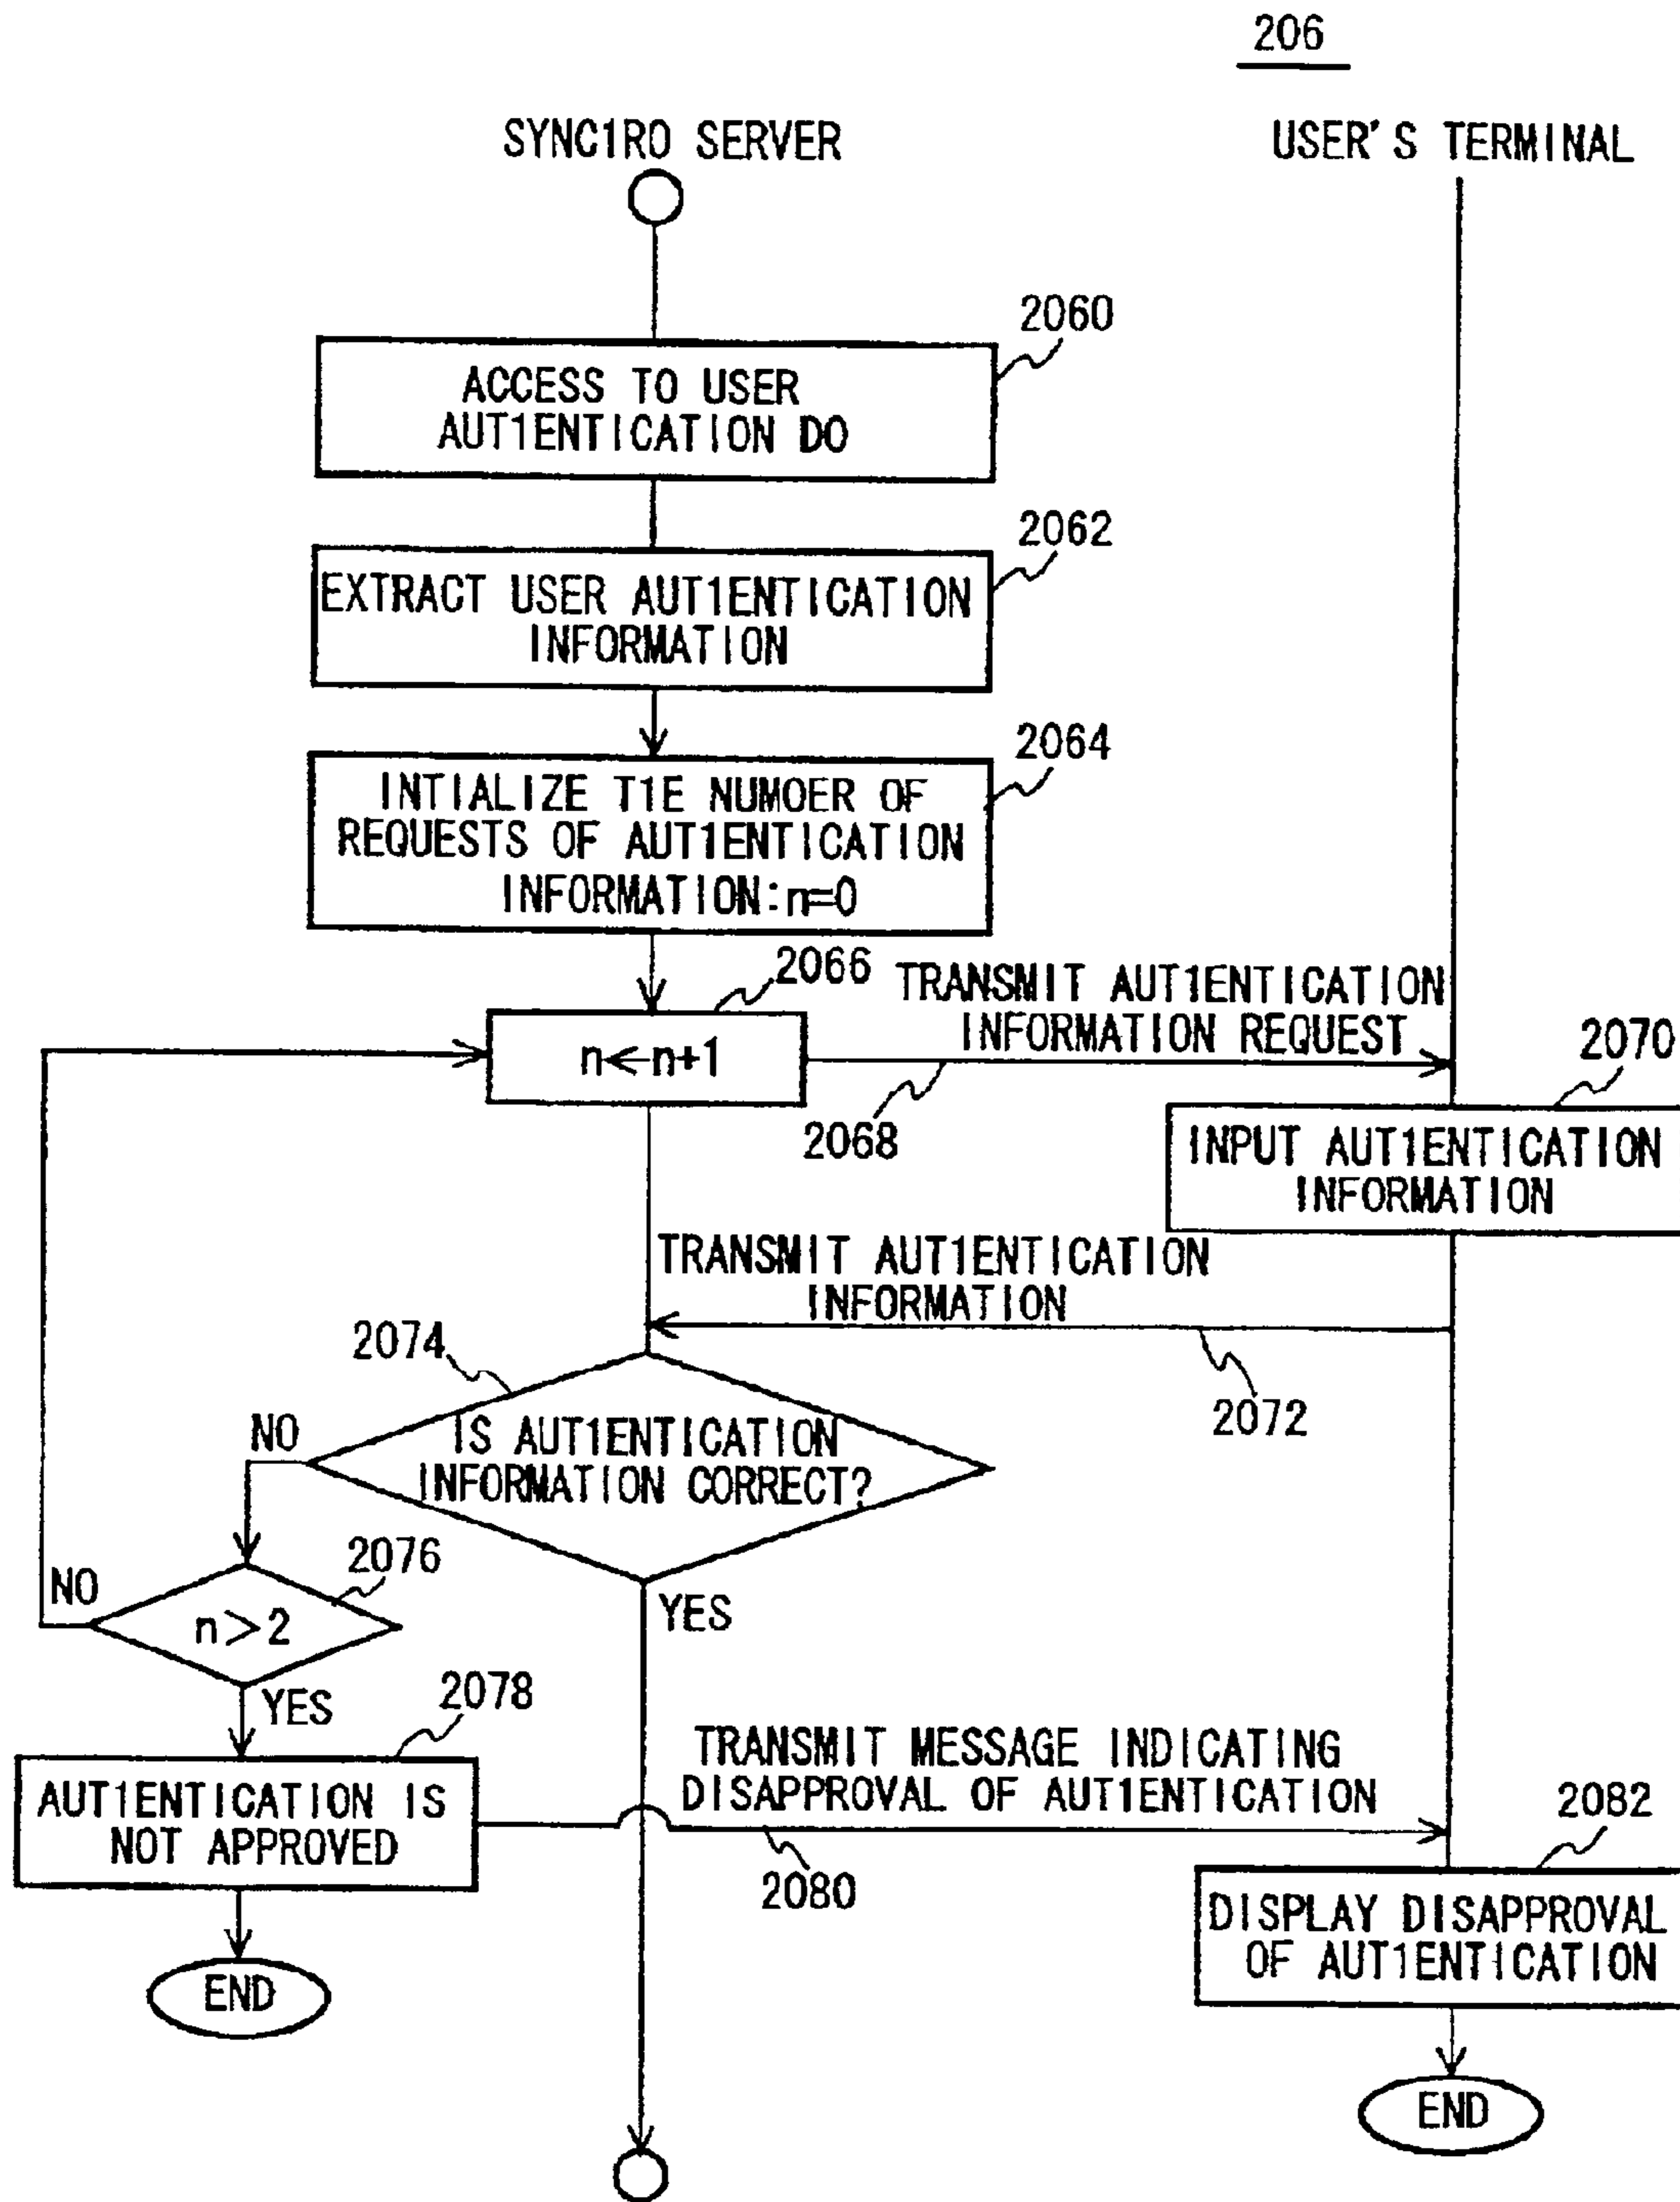 206
SYNC1RO SERVER
USER'S TERMINAL
2060
ACCESS TO USER
AUT1ENTICATION DO
2062
EXTRACT USER AUT1ENTICATION
INFORMATION
2064
INTIALIZE T1E NUMOER OF
REQUESTS OF AUT1ENTICATION
INFORMATION:n=0
2066
n←n+1
TRANSMIT AUT1ENTICATION
INFORMATION REQUEST
2068
2070
INPUT AUT1ENTICATION
INFORMATION
TRANSMIT AUT1ENTICATION
INFORMATION
2072
2074
IS AUT1ENTICATION
INFORMATION CORRECT?
NO
YES
2076
n>2
NO
YES
2078
AUT1ENTICATION IS
NOT APPROVED
END
TRANSMIT MESSAGE INDICATING
DISAPPROVAL OF AUT1ENTICATION
2080
2082
DISPLAY DISAPPROVAL
OF AUT1ENTICATION
END